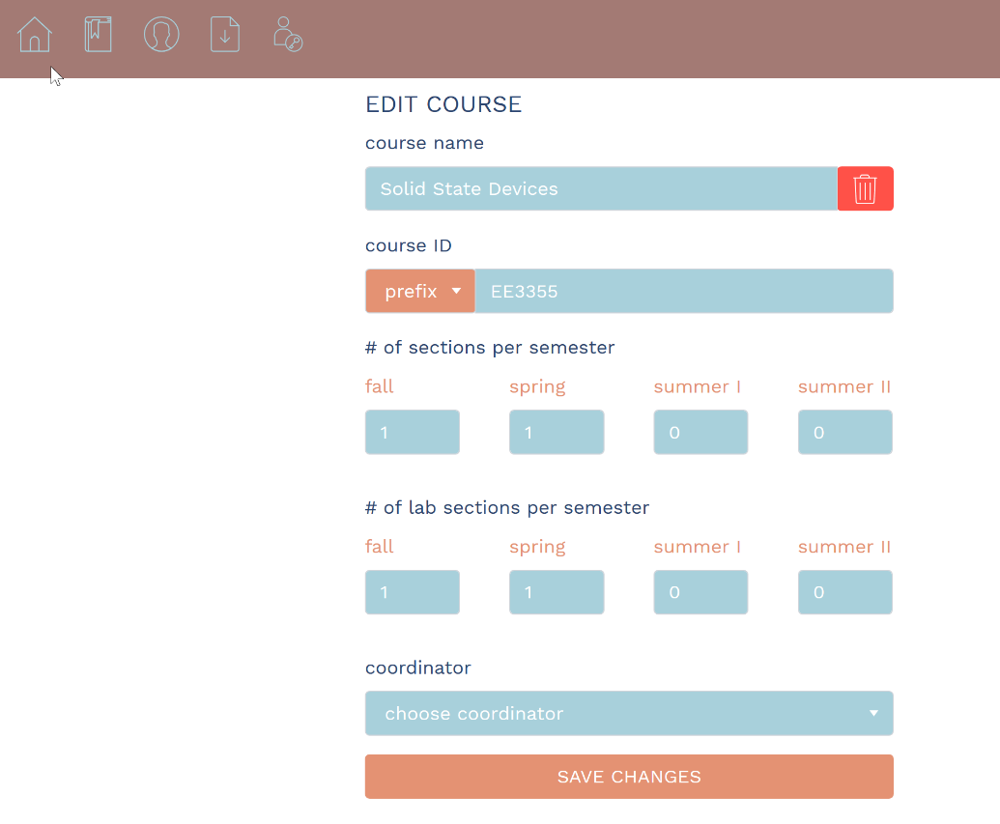 EDIT COURSE
course name
Solid State Devices
course ID
prefix EE3355
# of sections per semester
fall spring summer I summer II
1 1 0 0
# of lab sections per semester
fall spring summer I summer II
1 1 0 0
coordinator
choose coordinator
SAVE CHANGES